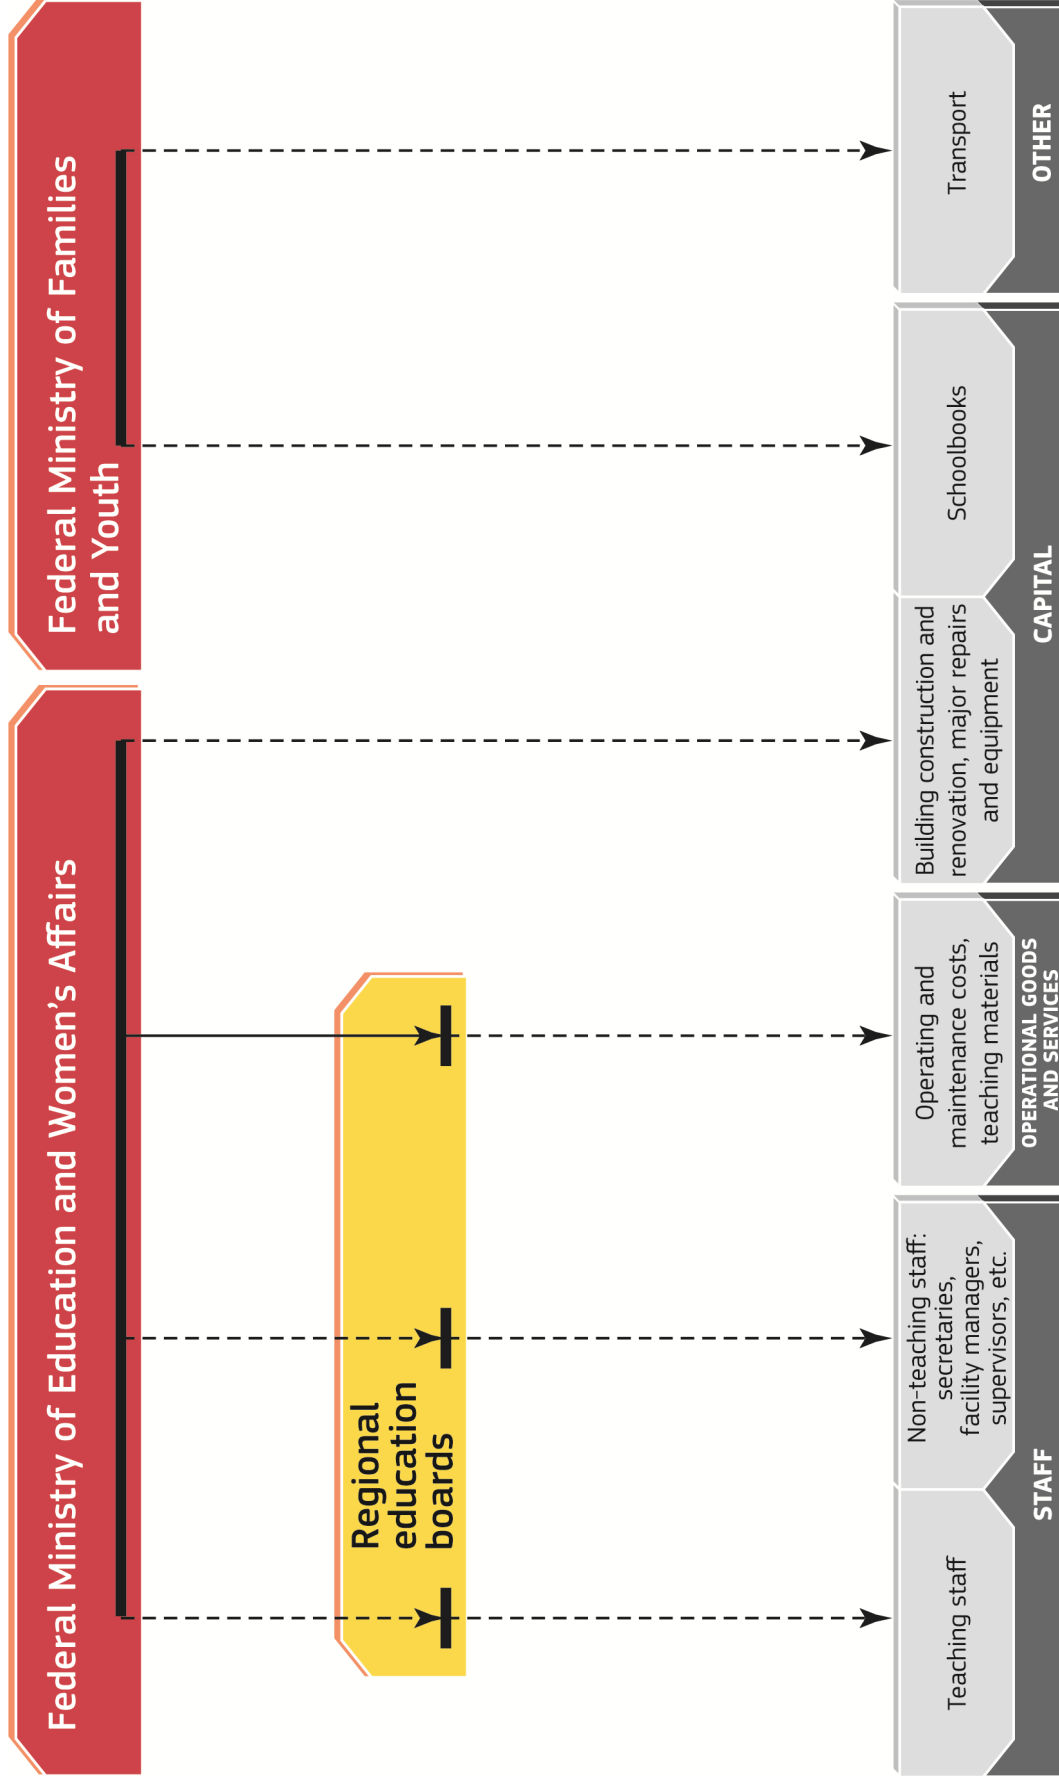 Federal Ministry of Education and Women’s Affairs
Federal Ministry of Families
and Youth
Regional
education
boards
Teaching staff
Non-teaching staff:
secretaries,
facility managers,
supervisors, etc.
Operating and
maintenance costs,
teaching materials
Building construction and
renovation, major repairs
and equipment
Schoolbooks
Transport
STAFF
OPERATIONAL GOODS
AND SERVICES
CAPITAL
OTHER